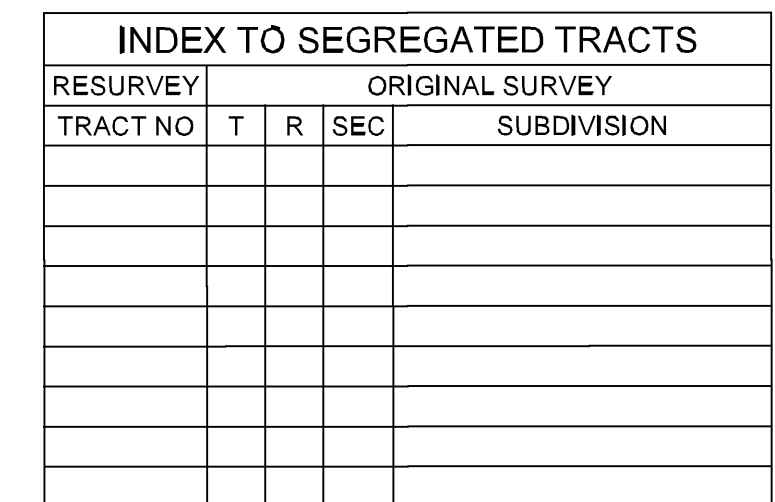 INDEX TO SEGREGATED TRACTS
RESURVEY ORIGINAL SURVEY
TRACT NO T R SEC SUBDIVISION